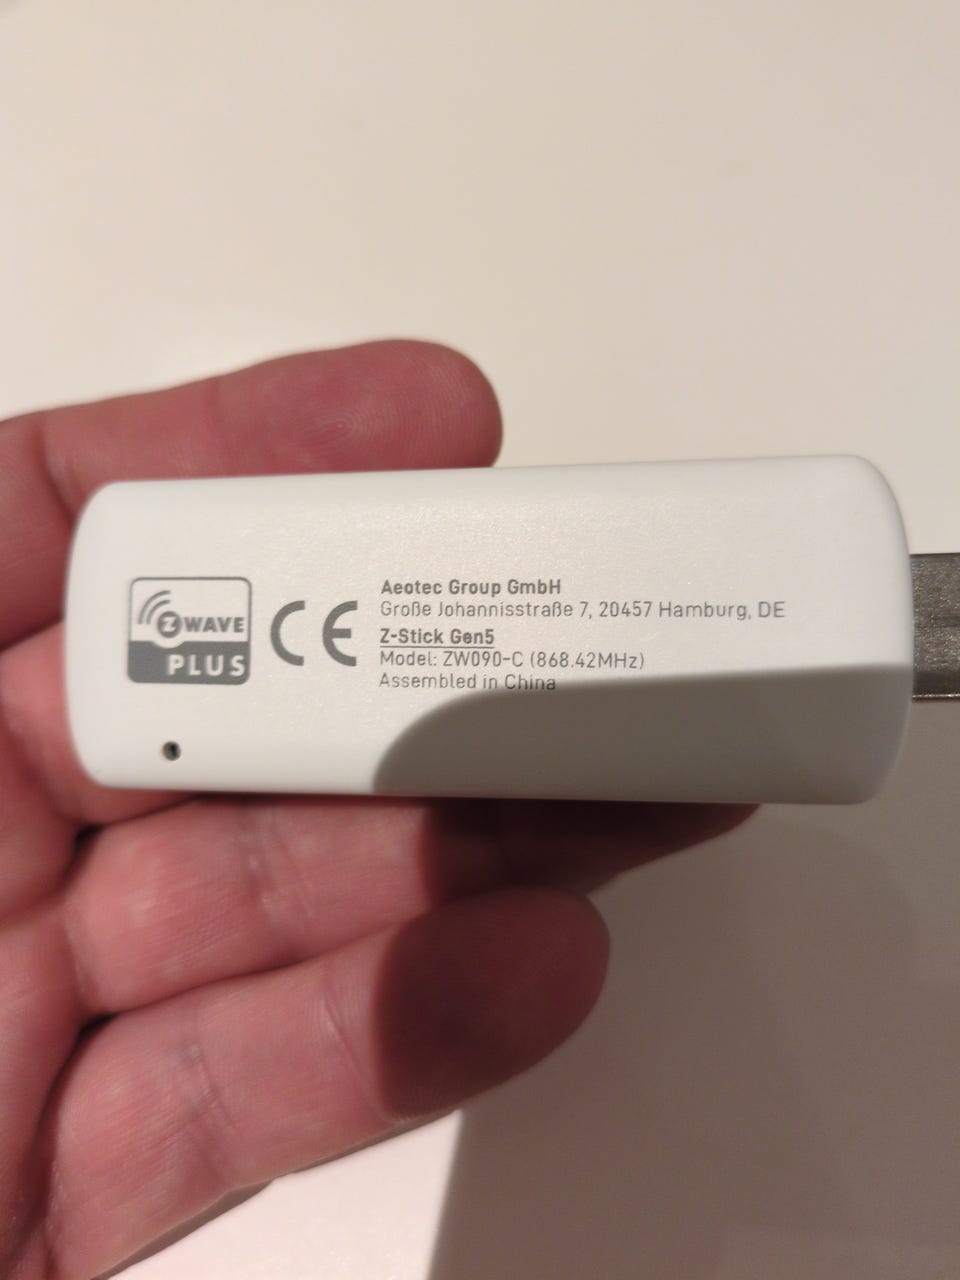 Z WAVE
PLUS
CE
Aeotec Group GmbH
Große Johannisstraße 7, 20457 Hamburg, DE
Z-Stick Gen5
Model: ZW090-C (868.42MHz)
Assembled in China